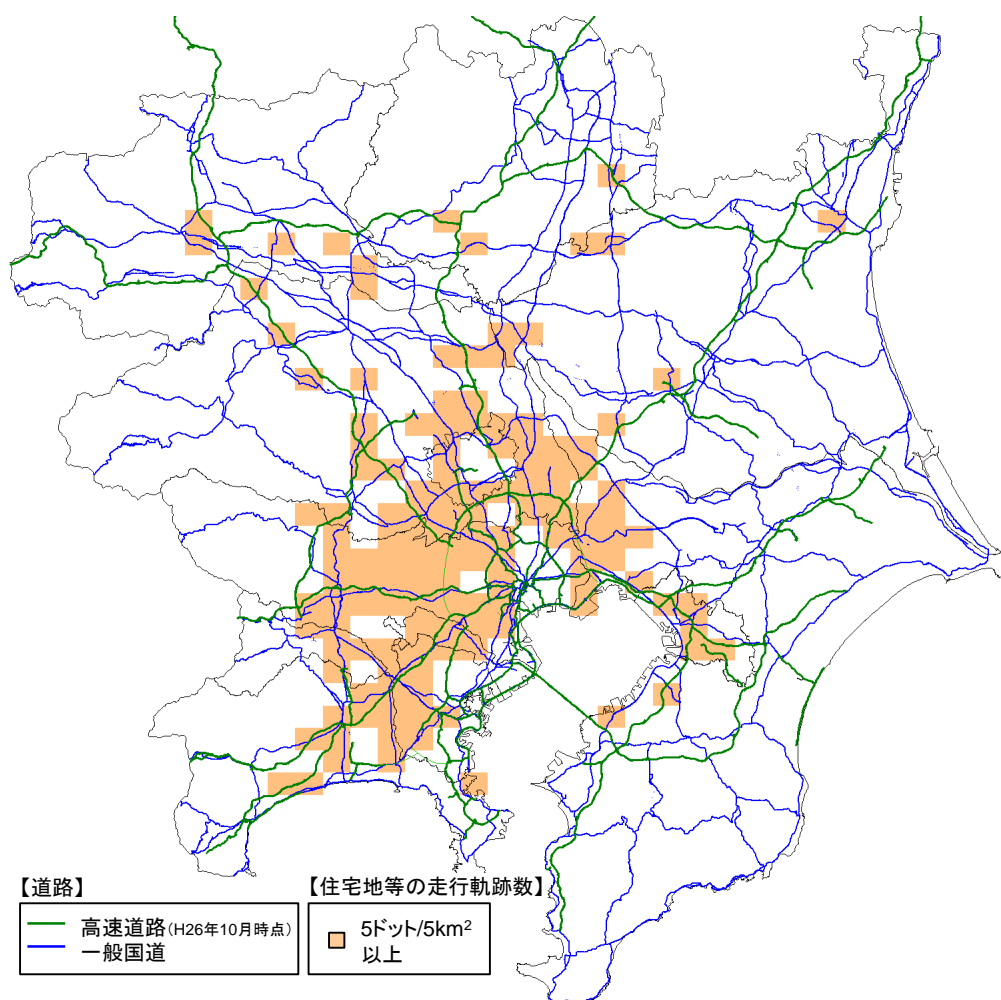 【道路】
高速道路(H26年10月時点)
一般国道
【住宅地等の走行軌跡数】
5ドット/5km²
以上